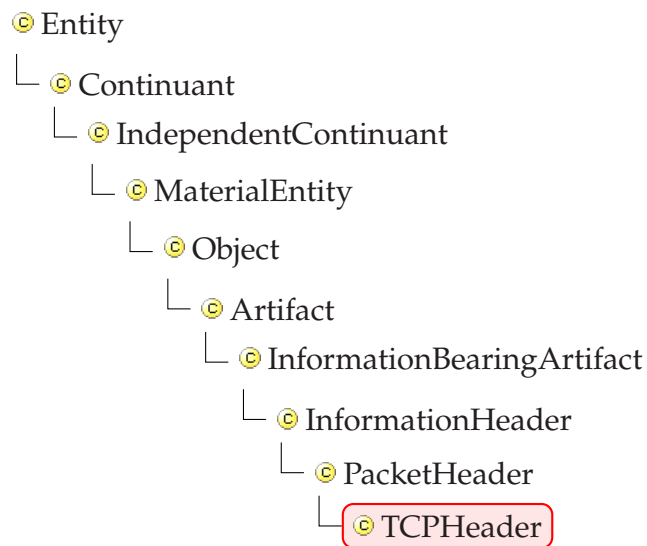 Entity
Continuant
IndependentContinuant
MaterialEntity
Object
Artifact
InformationBearingArtifact
InformationHeader
PacketHeader
TCPHeader